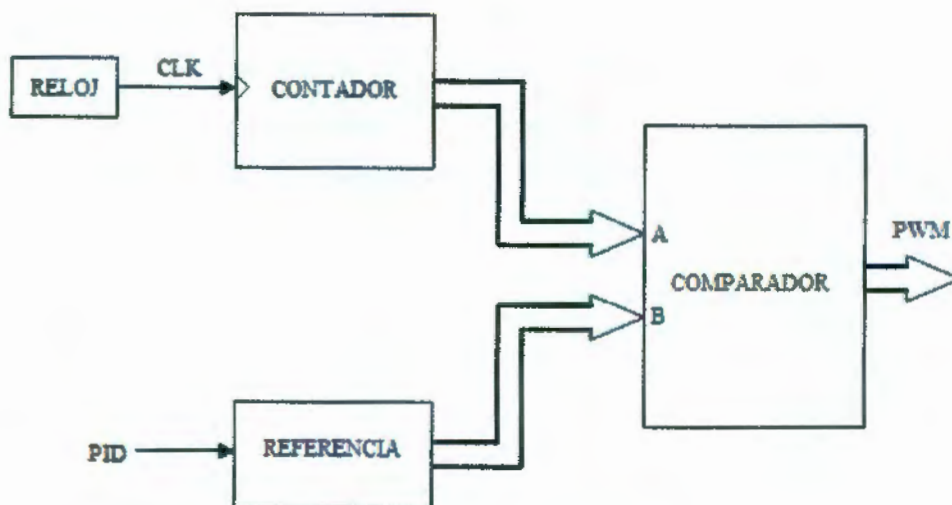 RELOJ
CLK
CONTADOR
A
PWM
COMPARADOR
B
PID
REFERENCIA